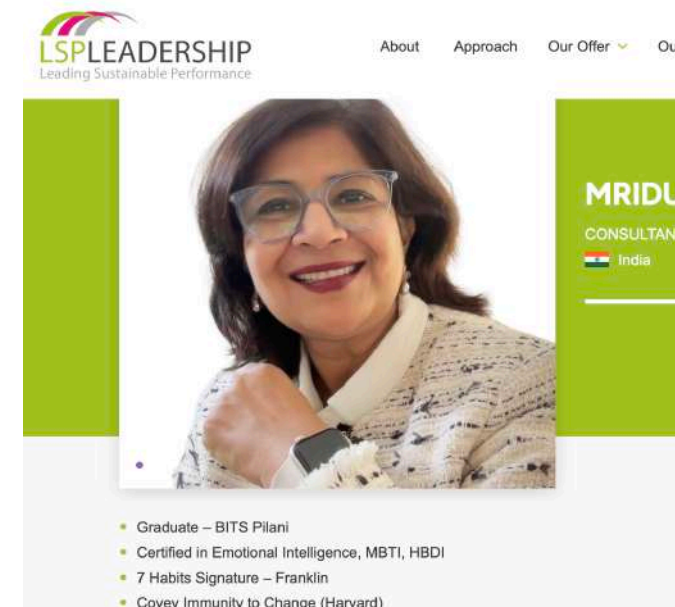 LSPLEADERSHIP
Leading Sustainable Performance
About Approach Our Offer
MRIDU
CONSULTAN
India
Graduate – BITS Pilani
Certified in Emotional Intelligence, MBTI, HBDI
7 Habits Signature – Franklin
Covey Immunity to Change (Harvard)